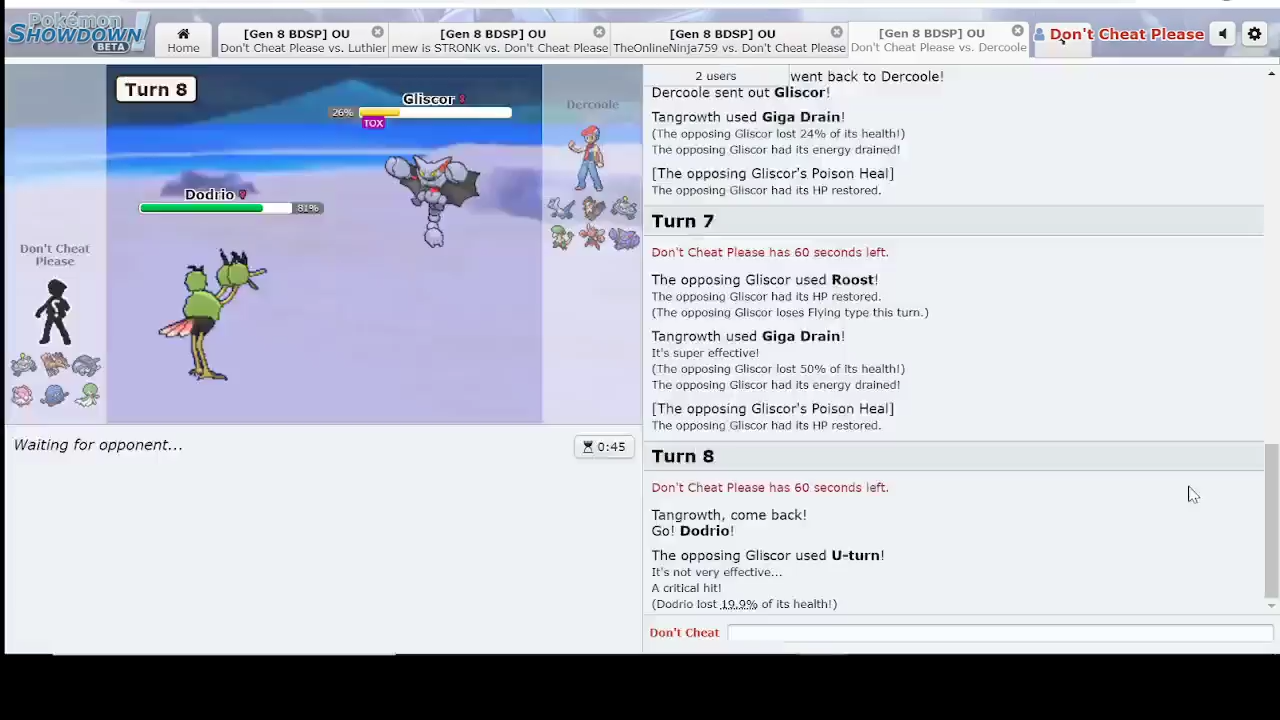 Pokémon
SHOWDOWN!
BETA
Home
[Gen 8 BDSP] OU
Don't Cheat Please vs. Luthier
[Gen 8 BDSP] OU
mew is STRONK vs. Don't Cheat Please
[Gen 8 BDSP] OU
TheOnlineNinja759 vs. Don't Cheat Please
[Gen 8 BDSP] OU
Don't Cheat Please vs. Dercoole
Don't Cheat Please
Turn 8
Gliscor
26%
TOX
Dodrio
81%
Don't Cheat
Please
Dercoole
Waiting for opponent...
0:45
2 users
went back to Dercoole!
Dercoole sent out Gliscor!
Tangrowth used Giga Drain!
(The opposing Gliscor lost 24% of its health!)
The opposing Gliscor had its energy drained!
[The opposing Gliscor's Poison Heal]
The opposing Gliscor had its HP restored.
Turn 7
Don't Cheat Please has 60 seconds left.
The opposing Gliscor used Roost!
The opposing Gliscor had its HP restored.
(The opposing Gliscor loses Flying type this turn.)
Tangrowth used Giga Drain!
It's super effective!
(The opposing Gliscor lost 50% of its health!)
The opposing Gliscor had its energy drained!
[The opposing Gliscor's Poison Heal]
The opposing Gliscor had its HP restored.
Turn 8
Don't Cheat Please has 60 seconds left.
Tangrowth, come back!
Go! Dodrio!
The opposing Gliscor used U-turn!
It's not very effective...
A critical hit!
(Dodrio lost 19.9% of its health!)
Don't Cheat